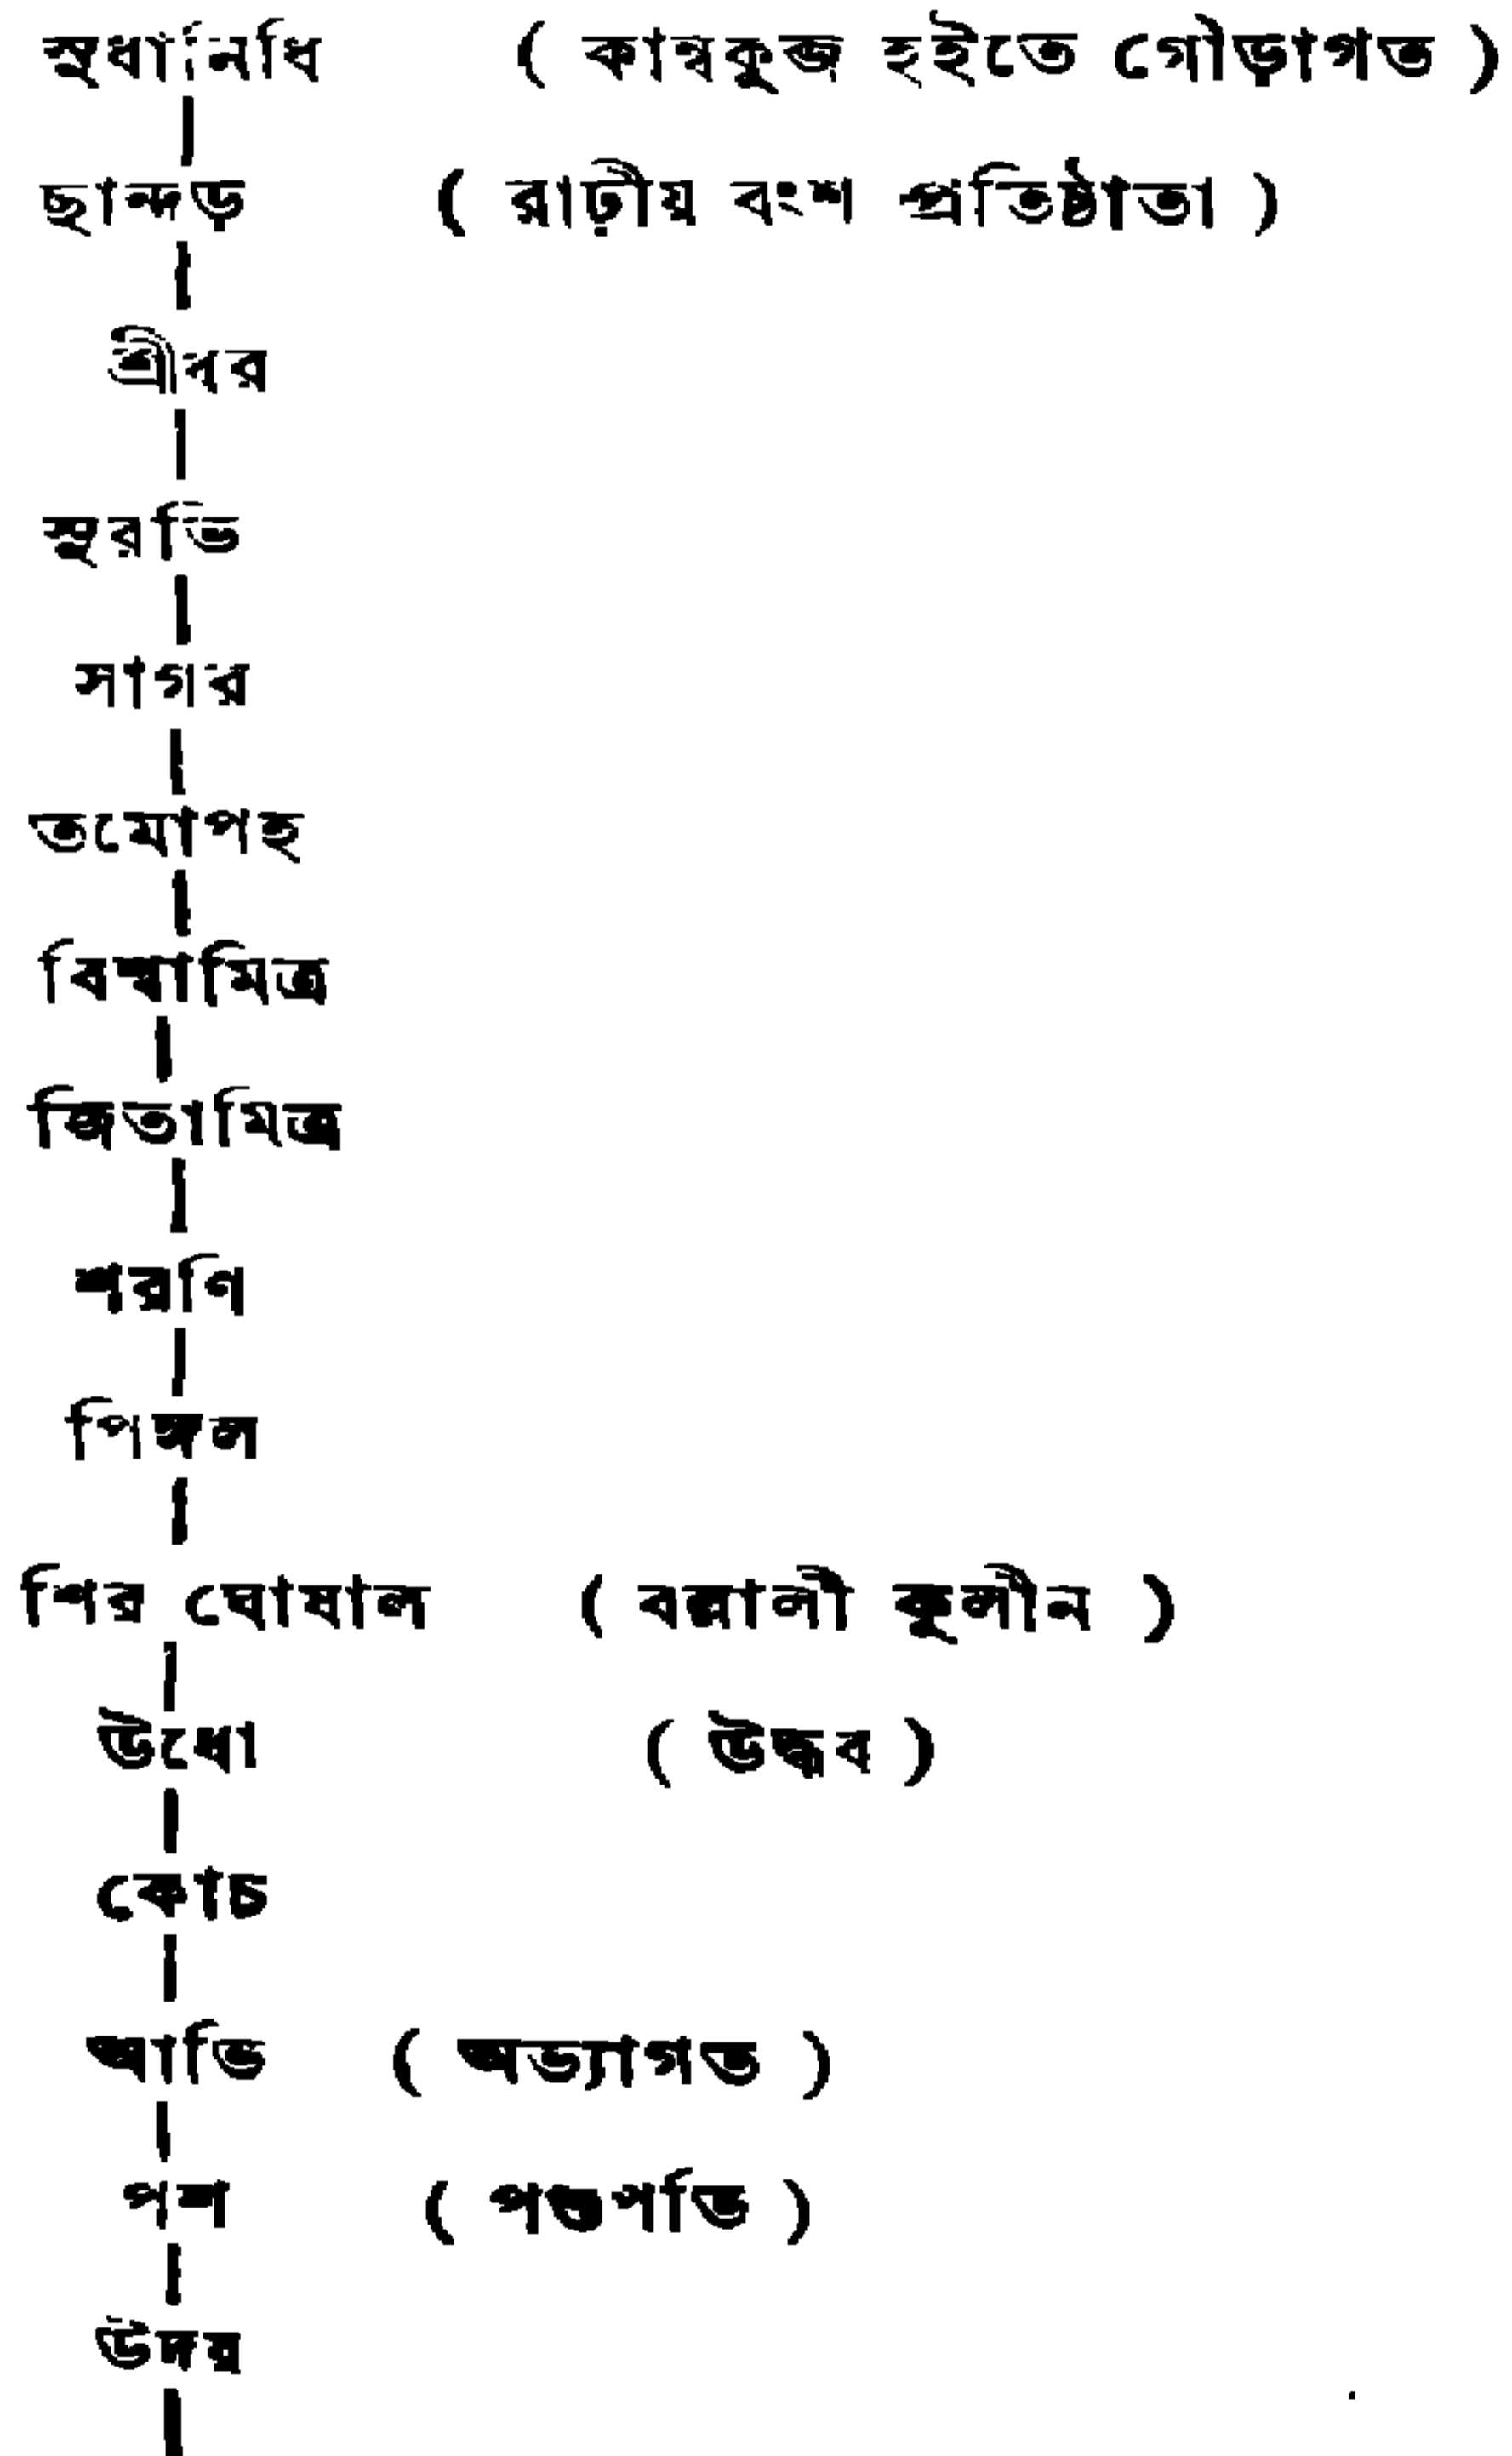 সুধানিধি ( কান্যকুব্জ হইতে গৌড়াগত )
ছান্দড় ( রাঢ়ীয় বংশ প্রতিষ্ঠাতা )
শ্রীধর
সুরভি
সাগর
তমোপহ
বিশ্বামিত্র
জিতামিত্র
শরণি
পিঙ্গল
শির ঘোষাল ( বল্লালী কুলীন )
উধো ( উদ্ধব )
কোচ
আভি ( অভ্যাগত )
পশ ( পশুপতি )
উদয়